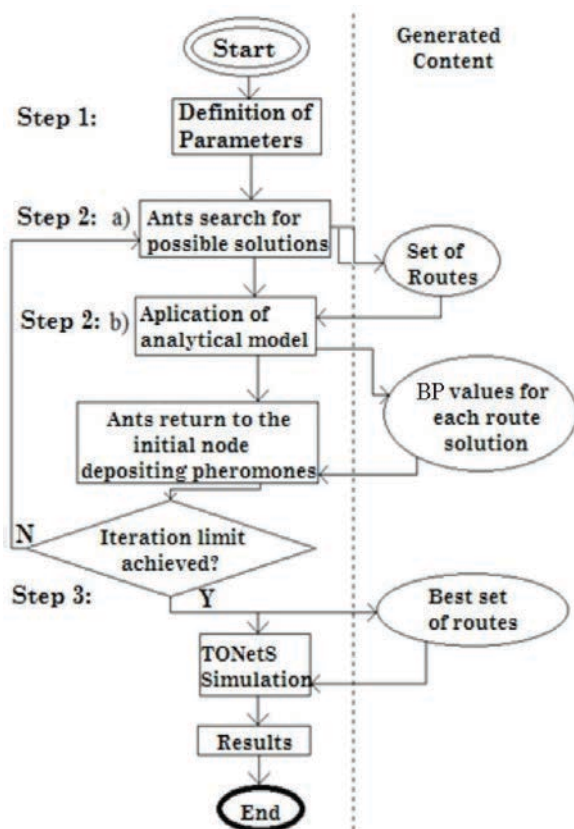 Start
Generated
Content
Step 1:
Definition of
Parameters
Step 2: a)
Ants search for
possible solutions
Set of
Routes
Step 2: b)
Aplication of
analytical model
BP values for
each route
solution
Ants return to the
initial node
depositing pheromones
N
Iteration limit
achieved?
Step 3:
Y
Best set
of routes
TONetS
Simulation
Results
End